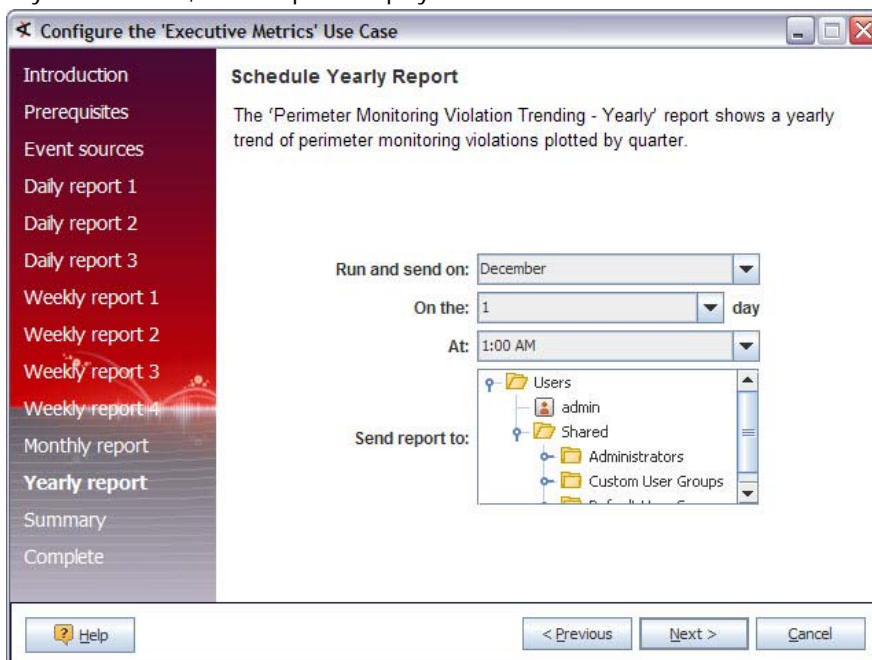 Configure the 'Executive Metrics' Use Case
Introduction
Prerequisites
Event sources
Daily report 1
Daily report 2
Daily report 3
Weekly report 1
Weekly report 2
Weekly report 3
Weekly report 4
Monthly report
Yearly report
Summary
Complete
Schedule Yearly Report
The 'Perimeter Monitoring Violation Trending - Yearly' report shows a yearly
trend of perimeter monitoring violations plotted by quarter.
Run and send on: December
On the: 1 day
At: 1:00 AM
Send report to:
Users
admin
Shared
Administrators
Custom User Groups
Help
< Previous
Next >
Cancel